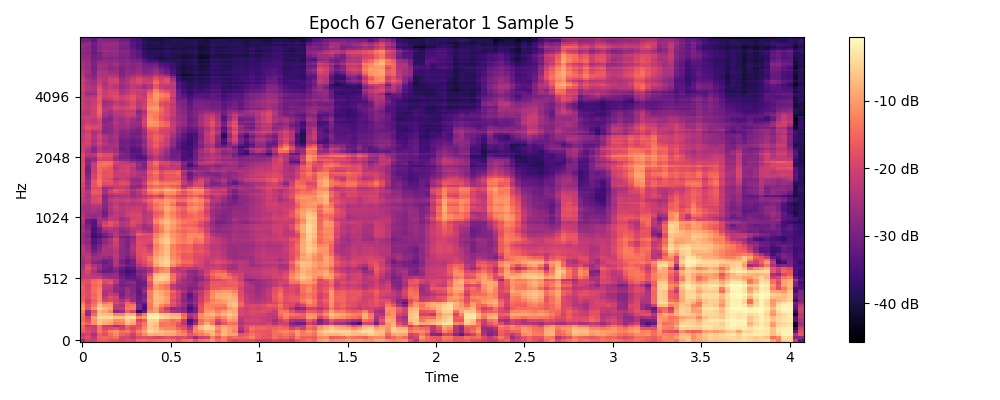 Epoch 67 Generator 1 Sample 5
Hz
4096
2048
1024
512
0
0 0.5 1 1.5 2 2.5 3 3.5 4
Time
-10 dB
-20 dB
-30 dB
-40 dB